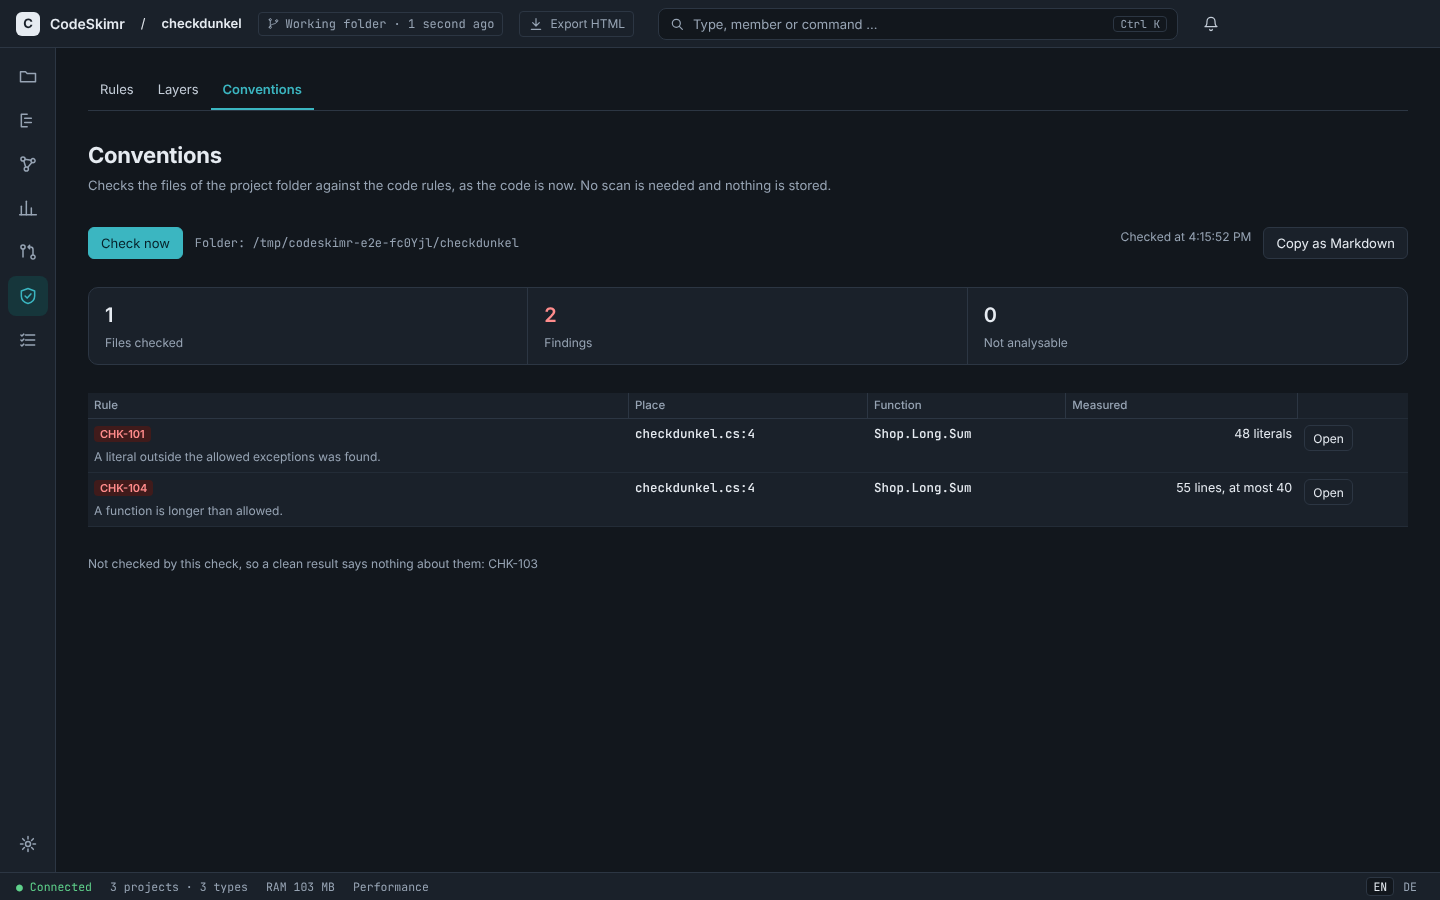 C CodeSkimr / checkdunkel Working folder · 1 second ago Export HTML Type, member or command ... Ctrl K
Rules Layers Conventions
Conventions
Checks the files of the project folder against the code rules, as the code is now. No scan is needed and nothing is stored.
Check now Folder: /tmp/codeskimr-e2e-fc0Yjl/checkdunkel Checked at 4:15:52 PM Copy as Markdown
1 2 0
Files checked Findings Not analysable
Rule Place Function Measured
CHK-101 checkdunkel.cs:4 Shop.Long.Sum 48 literals Open
A literal outside the allowed exceptions was found.
CHK-104 checkdunkel.cs:4 Shop.Long.Sum 55 lines, at most 40 Open
A function is longer than allowed.
Not checked by this check, so a clean result says nothing about them: CHK-103
Connected 3 projects · 3 types RAM 103 MB Performance EN DE